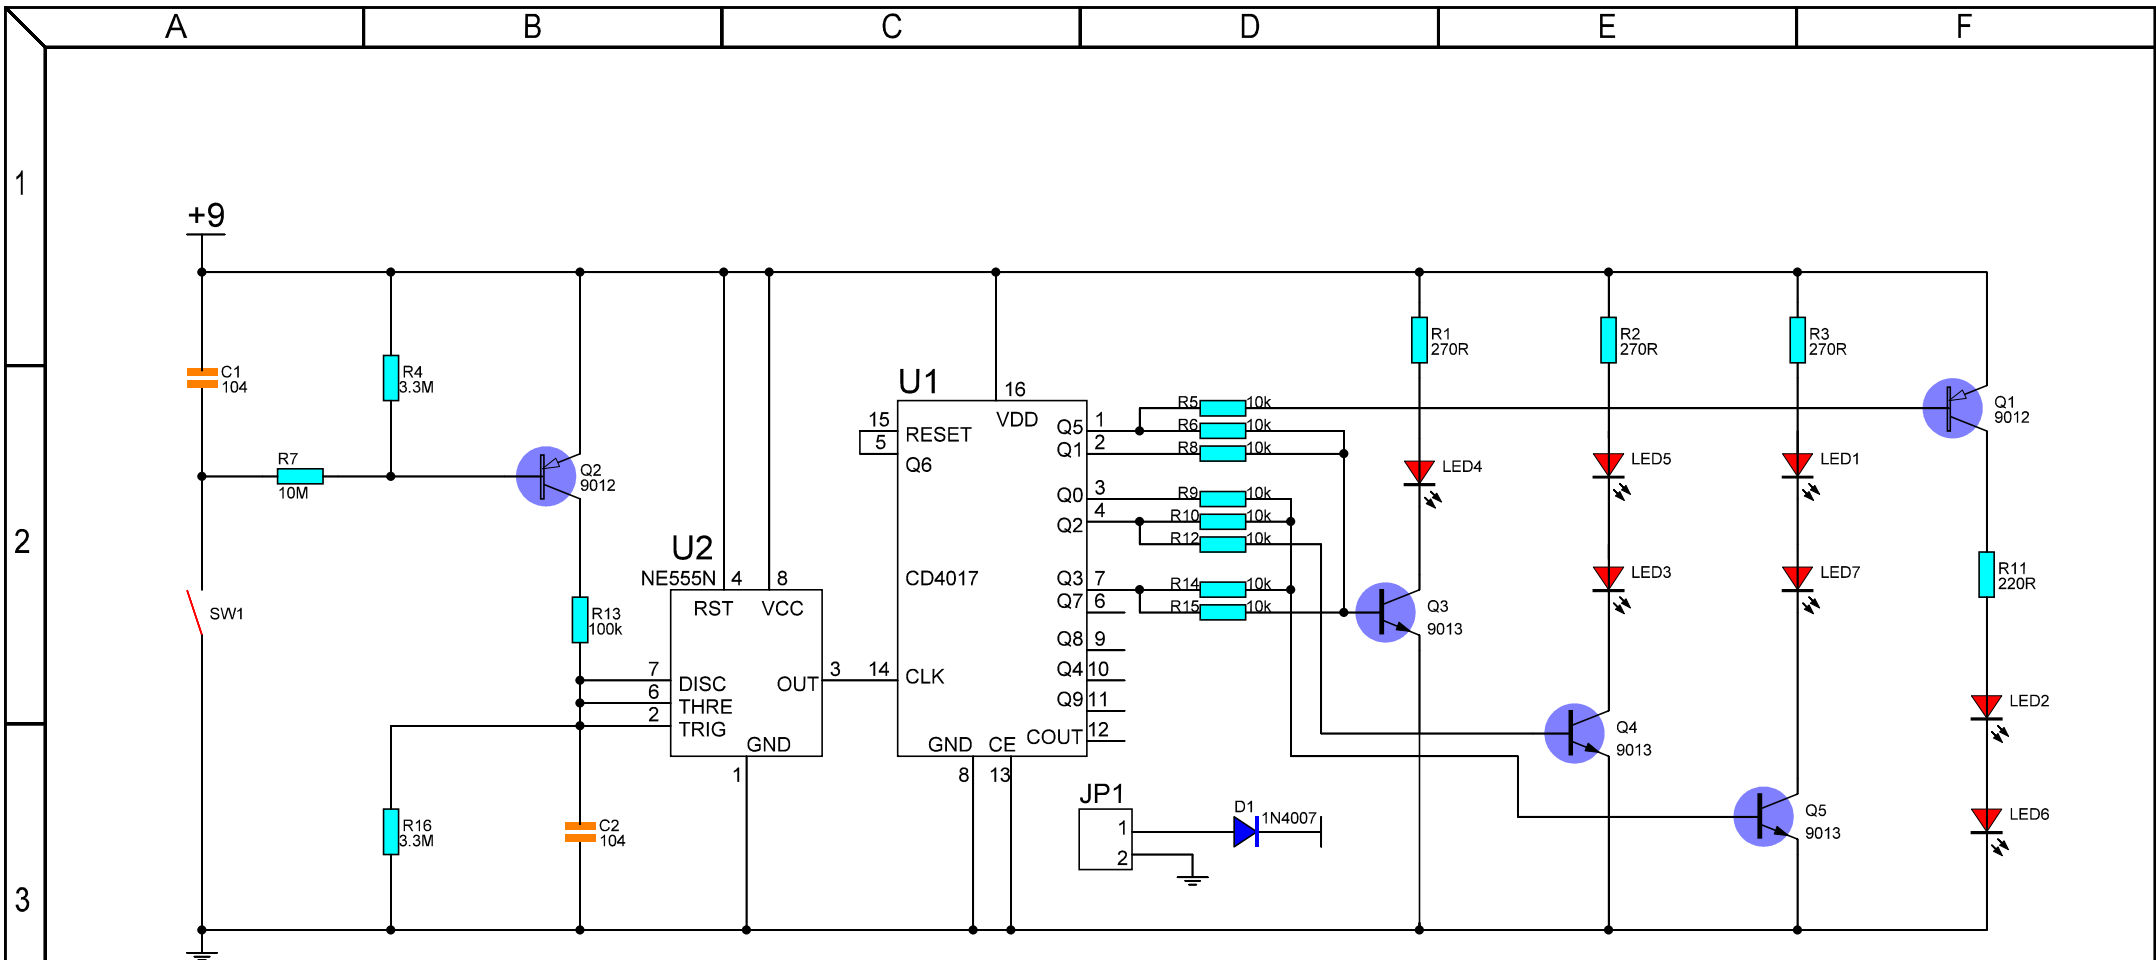 A B C D E F
1
+9
R1
270R
R2
270R
R3
270R
C1
104
R4
3.3M
U1
16
VDD
15 RESET
5
Q6
Q5 1
Q1 2
R5 10k
R6 10k
R8 10k
Q1
9012
R7
10M
Q2
9012
LED4
LED5
LED1
Q0 3
Q2 4
R9 10k
R10 10k
R12 10k
2
U2
NE555N
4 8
RST VCC
CD4017
Q3 7
Q7 6
R14 10k
R15 10k
LED3
LED7
R11
220R
SW1
R13
100k
Q3
9013
Q8 9
Q4 10
Q9 11
COUT 12
7 DISC
6 THRE
2 TRIG
OUT 3
14 CLK
GND
1
GND CE
8 13
LED2
Q4
9013
JP1
1
2
D1
1N4007
Q5
9013
LED6
R16
3.3M
C2
104
3